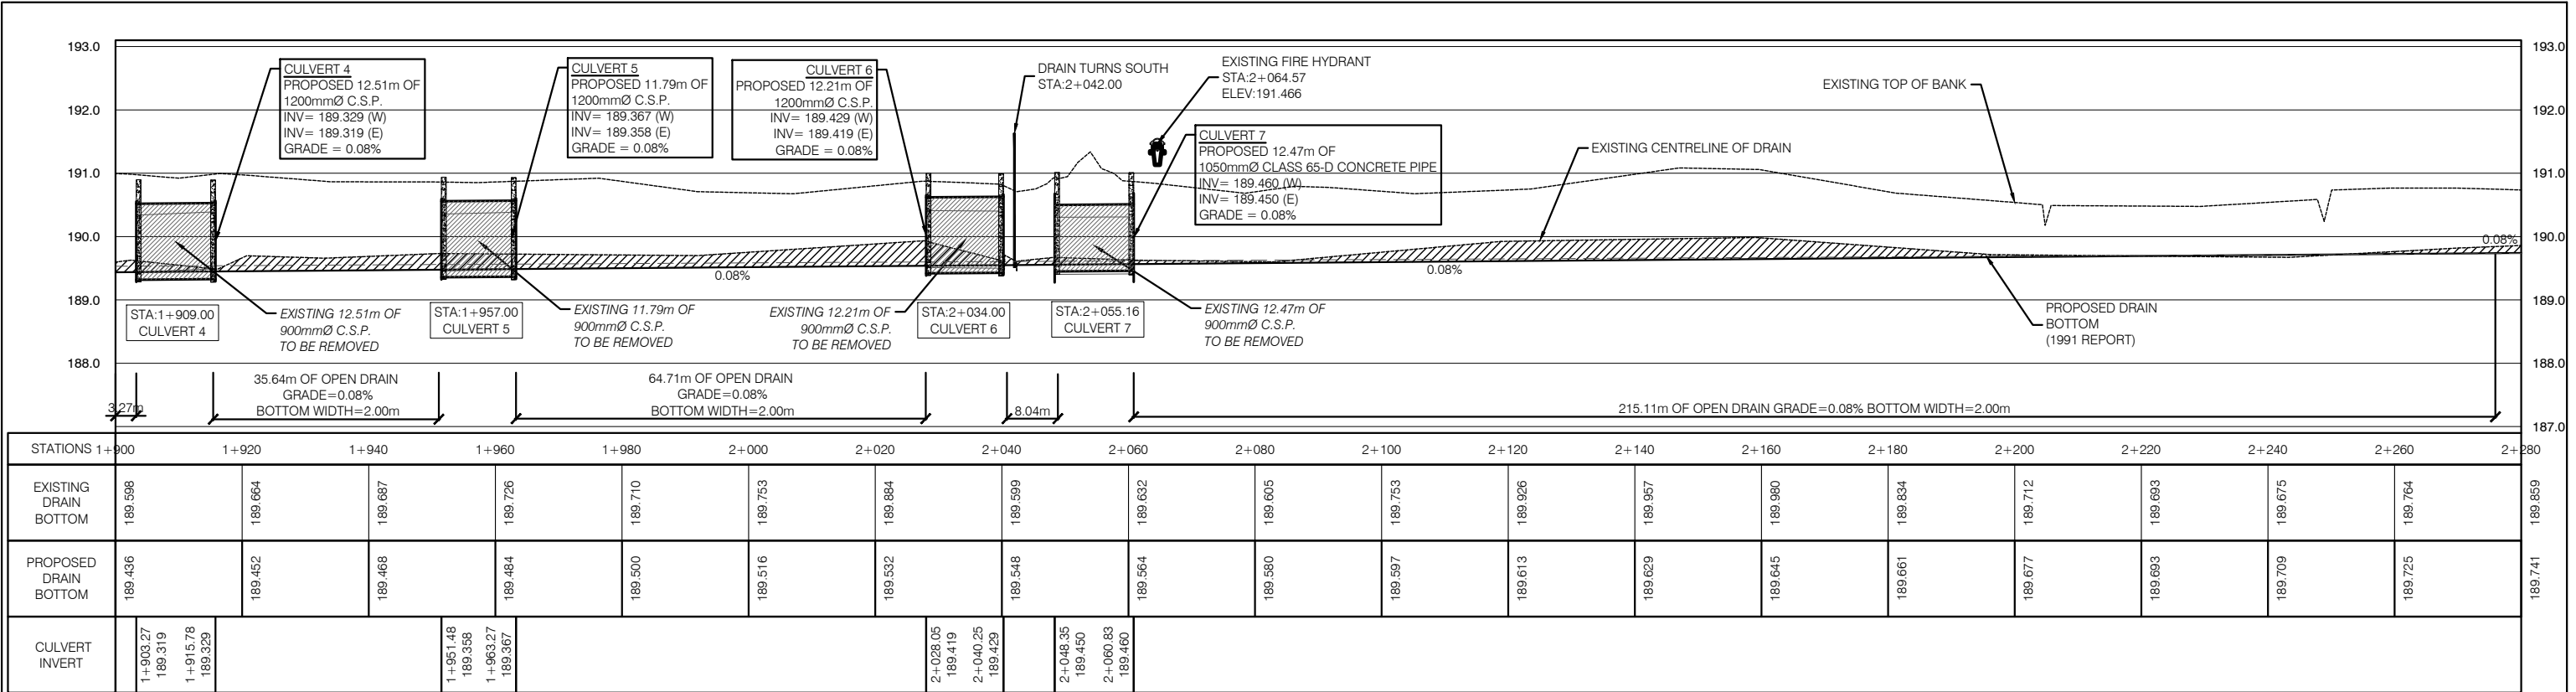 193.0
192.0
191.0
190.0
189.0
188.0
193.0
192.0
191.0
190.0
189.0
188.0
187.0
CULVERT 4
PROPOSED 12.51m OF
1200mmØ C.S.P.
INV= 189.329 (W)
INV= 189.319 (E)
GRADE = 0.08%
CULVERT 5
PROPOSED 11.79m OF
1200mmØ C.S.P.
INV= 189.367 (W)
INV= 189.358 (E)
GRADE = 0.08%
CULVERT 6
PROPOSED 12.21m OF
1200mmØ C.S.P.
INV= 189.429 (W)
INV= 189.419 (E)
GRADE = 0.08%
DRAIN TURNS SOUTH
STA:2+042.00
EXISTING FIRE HYDRANT
STA:2+064.57
ELEV:191.466
CULVERT 7
PROPOSED 12.47m OF
1050mmØ CLASS 65-D CONCRETE PIPE
INV= 189.460 (W)
INV= 189.450 (E)
GRADE = 0.08%
EXISTING CENTRELINE OF DRAIN
EXISTING TOP OF BANK
0.08%
0.08%
0.08%
STA:1+909.00
CULVERT 4
EXISTING 12.51m OF
900mmØ C.S.P.
TO BE REMOVED
STA:1+957.00
CULVERT 5
EXISTING 11.79m OF
900mmØ C.S.P.
TO BE REMOVED
EXISTING 12.21m OF
900mmØ C.S.P.
TO BE REMOVED
STA:2+034.00
CULVERT 6
STA:2+055.16
CULVERT 7
EXISTING 12.47m OF
900mmØ C.S.P.
TO BE REMOVED
PROPOSED DRAIN
BOTTOM
(1991 REPORT)
3.27m
35.64m OF OPEN DRAIN
GRADE=0.08%
BOTTOM WIDTH=2.00m
64.71m OF OPEN DRAIN
GRADE=0.08%
BOTTOM WIDTH=2.00m
8.04m
215.11m OF OPEN DRAIN GRADE=0.08% BOTTOM WIDTH=2.00m
STATIONS 1+900 1+920 1+940 1+960 1+980 2+000 2+020 2+040 2+060 2+080 2+100 2+120 2+140 2+160 2+180 2+200 2+220 2+240 2+260 2+280
EXISTING
DRAIN
BOTTOM
189.598 189.664 189.687 189.726 189.710 189.753 189.884 189.599 189.632 189.605 189.753 189.926 189.957 189.980 189.834 189.712 189.693 189.675 189.764 189.859
PROPOSED
DRAIN
BOTTOM
189.436 189.452 189.468 189.484 189.500 189.516 189.532 189.548 189.564 189.580 189.597 189.613 189.629 189.645 189.661 189.677 189.693 189.709 189.725 189.741
CULVERT
INVERT
1+903.27
189.319
1+915.78
189.329
1+951.48
189.358
1+963.27
189.367
2+028.05
189.419
2+040.25
189.429
2+048.35
189.450
2+060.83
189.460